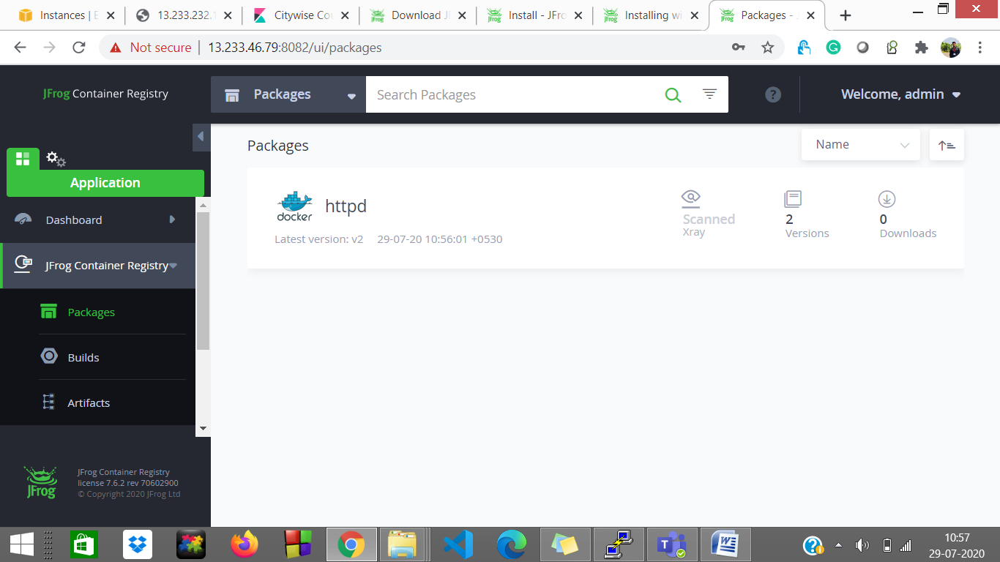 Instances | E
13.233.232.1
Citywise Cou
Download JF
Install - JFro
Installing wi
Packages - J
Not secure
13.233.46.79:8082/ui/packages
JFrog Container Registry
Packages
Search Packages
?
Welcome, admin
Application
Dashboard
JFrog Container Registry
Packages
Builds
Artifacts
JFrog
JFrog Container Registry
license 7.6.2 rev 70602900
© Copyright 2020 JFrog Ltd
Packages
Name
docker
httpd
Latest version: v2 29-07-20 10:56:01 +0530
Scanned
Xray
2
Versions
0
Downloads
10:57
29-07-2020